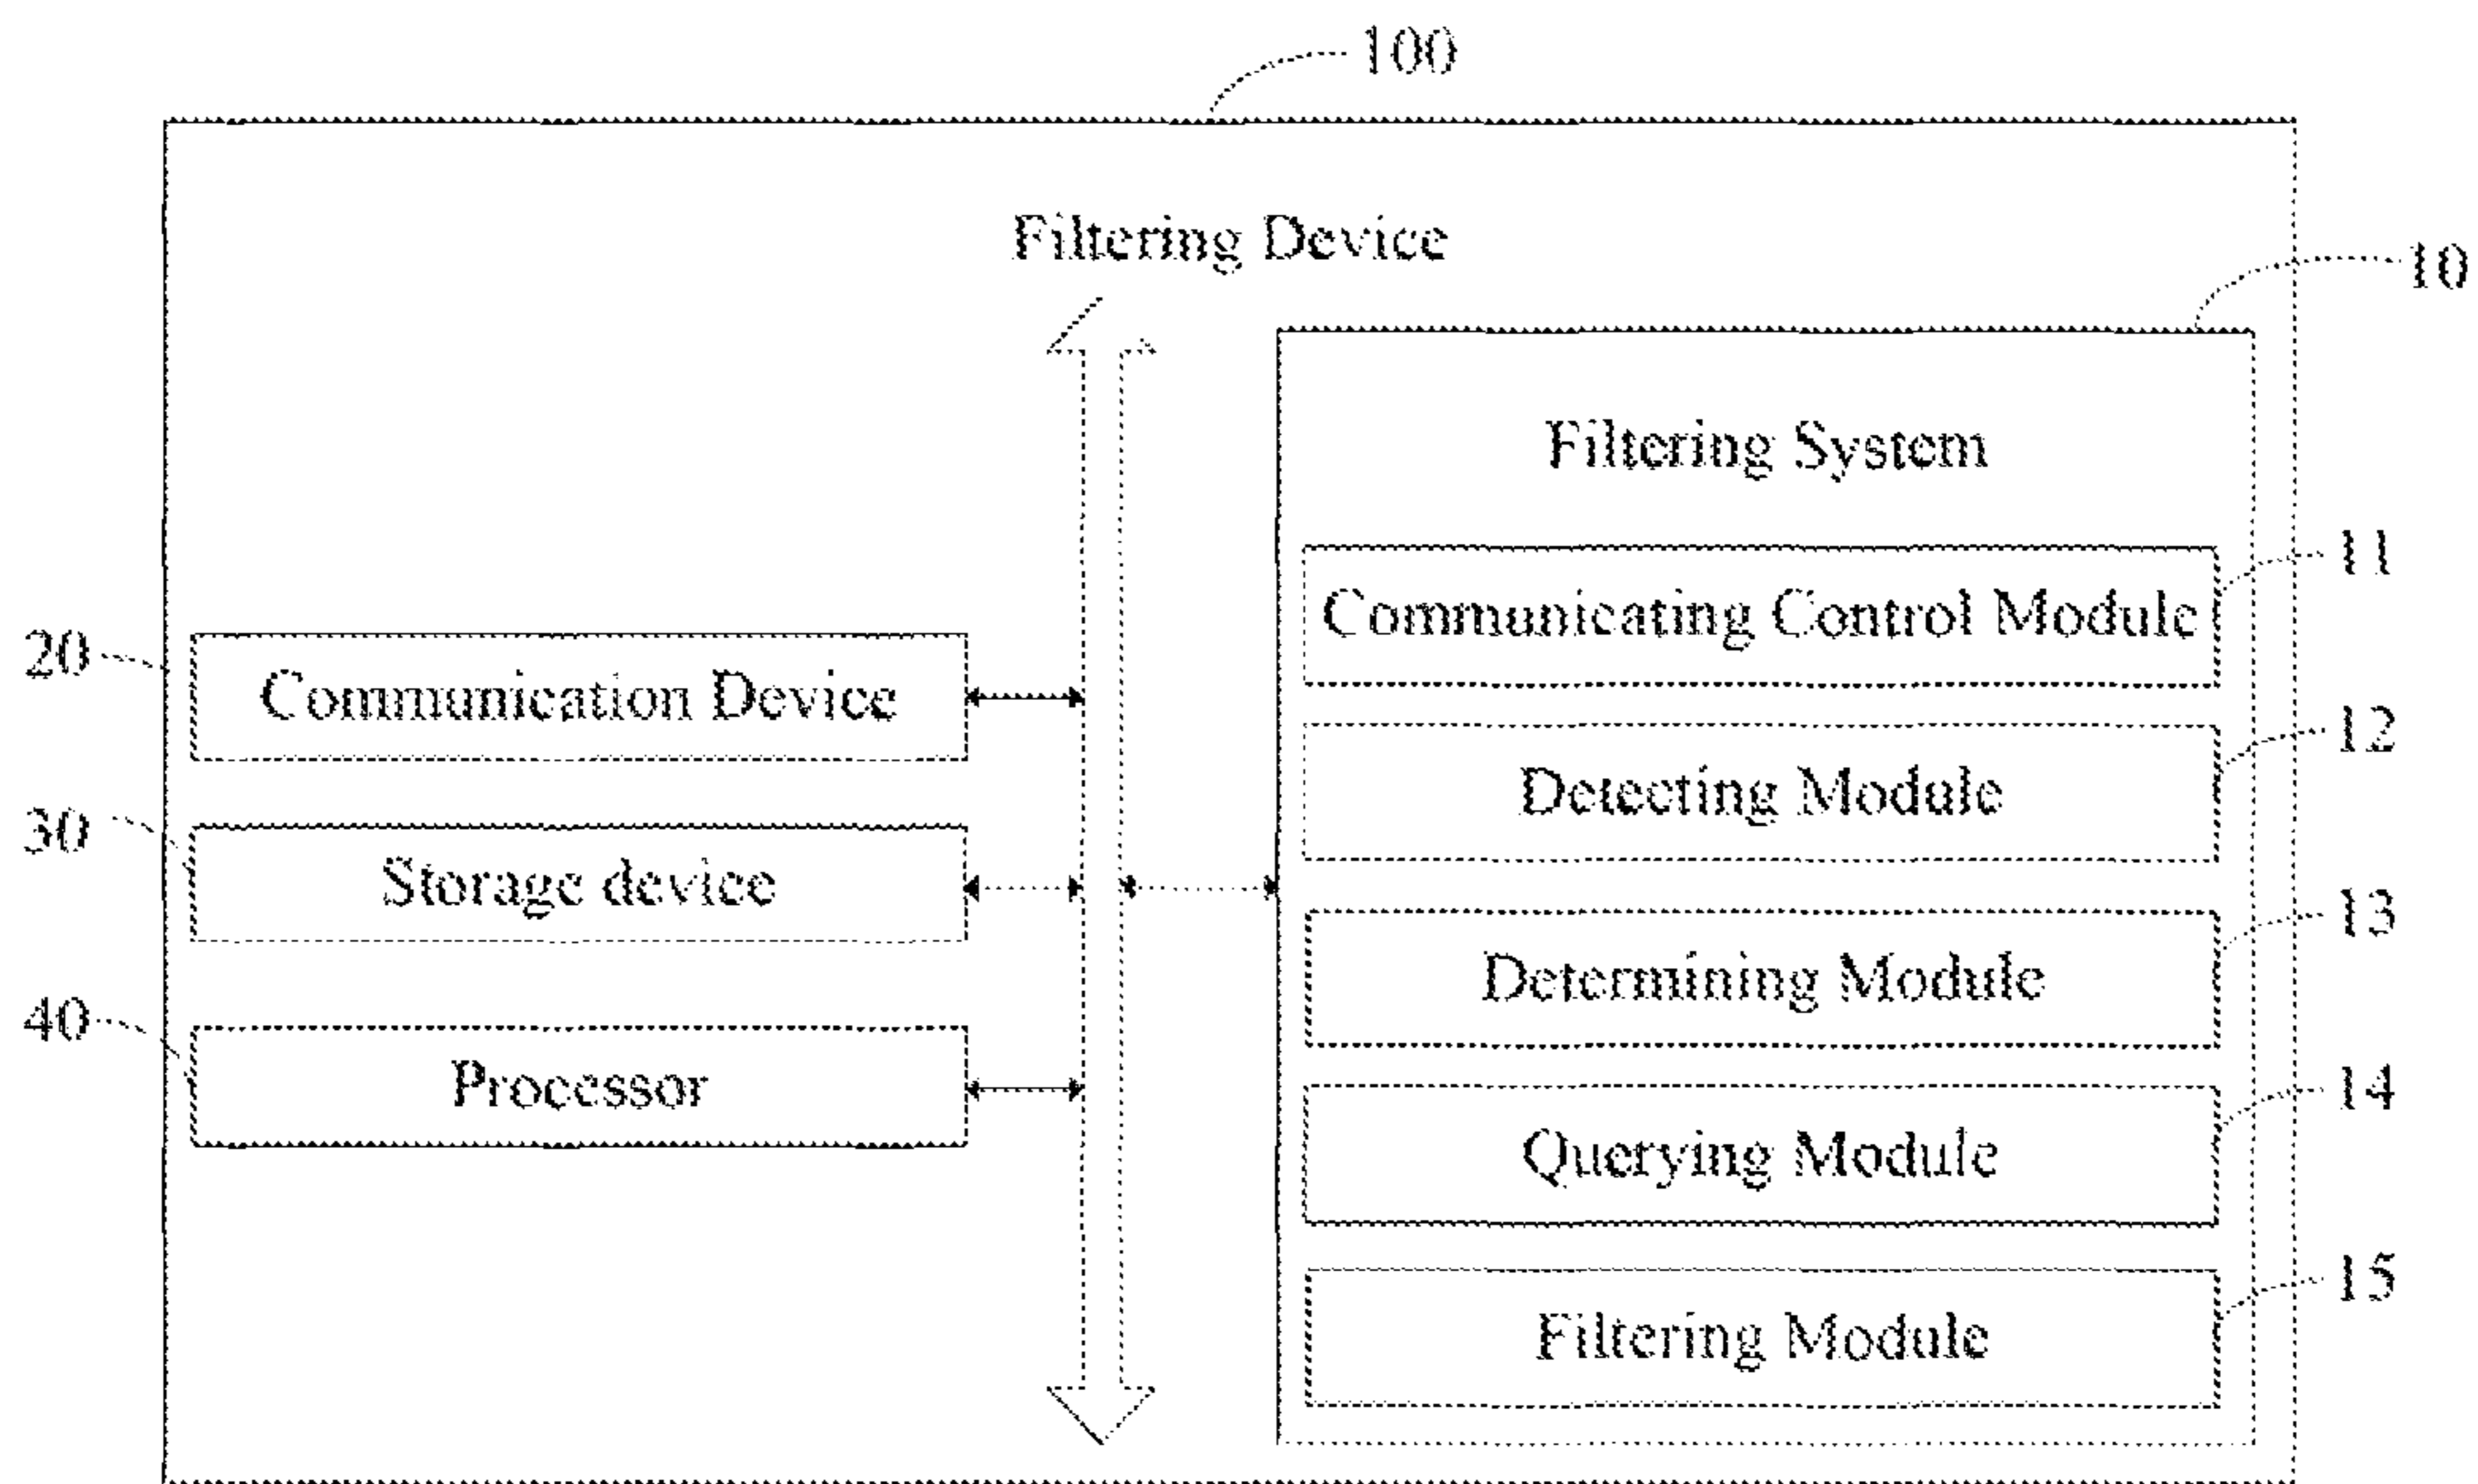 100
Filtering Device
10
Filtering System
11
Communicating Control Module
20
Communication Device
12
Detecting Module
30
Storage device
13
Determining Module
40
Processor
14
Querying Module
15
Filtering Module